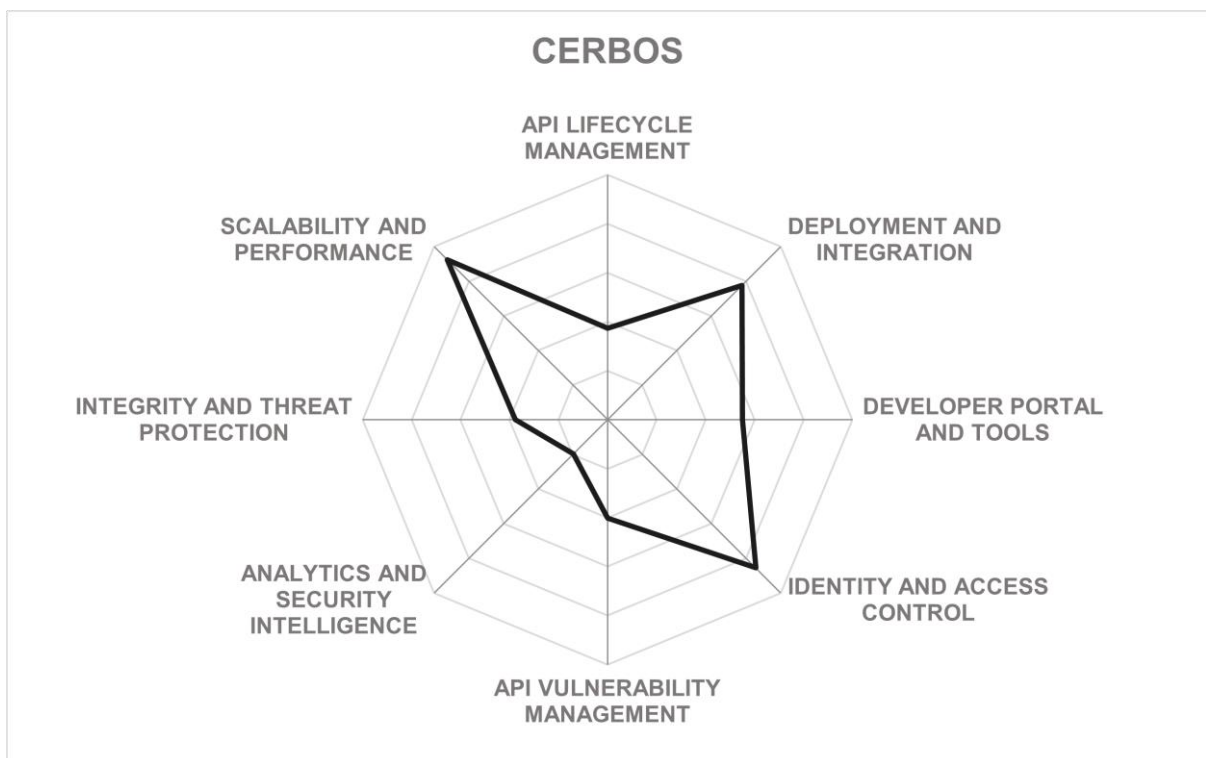 CERBOS
API LIFECYCLE
MANAGEMENT
SCALABILITY AND
PERFORMANCE
DEPLOYMENT AND
INTEGRATION
INTEGRITY AND THREAT
PROTECTION
DEVELOPER PORTAL
AND TOOLS
ANALYTICS AND
SECURITY
INTELLIGENCE
IDENTITY AND ACCESS
CONTROL
API VULNERABILITY
MANAGEMENT